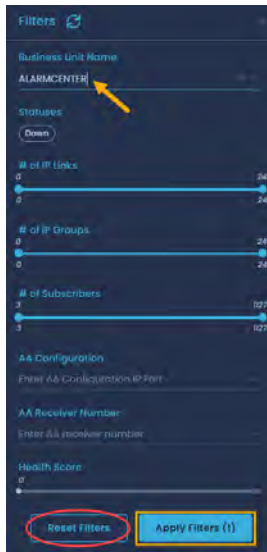 Filters
Business Unit Name
ALARMCENTER
Statuses
Down
# of IP Links
0 24
0 24
# of IP Groups
0 24
0 24
# of Subscribers
3 1127
3 1127
AA Configuration
Enter AA Configuration IP:Port
AA Receiver Number
Enter AA receiver number
Health Score
0
Reset Filters Apply Filters (1)